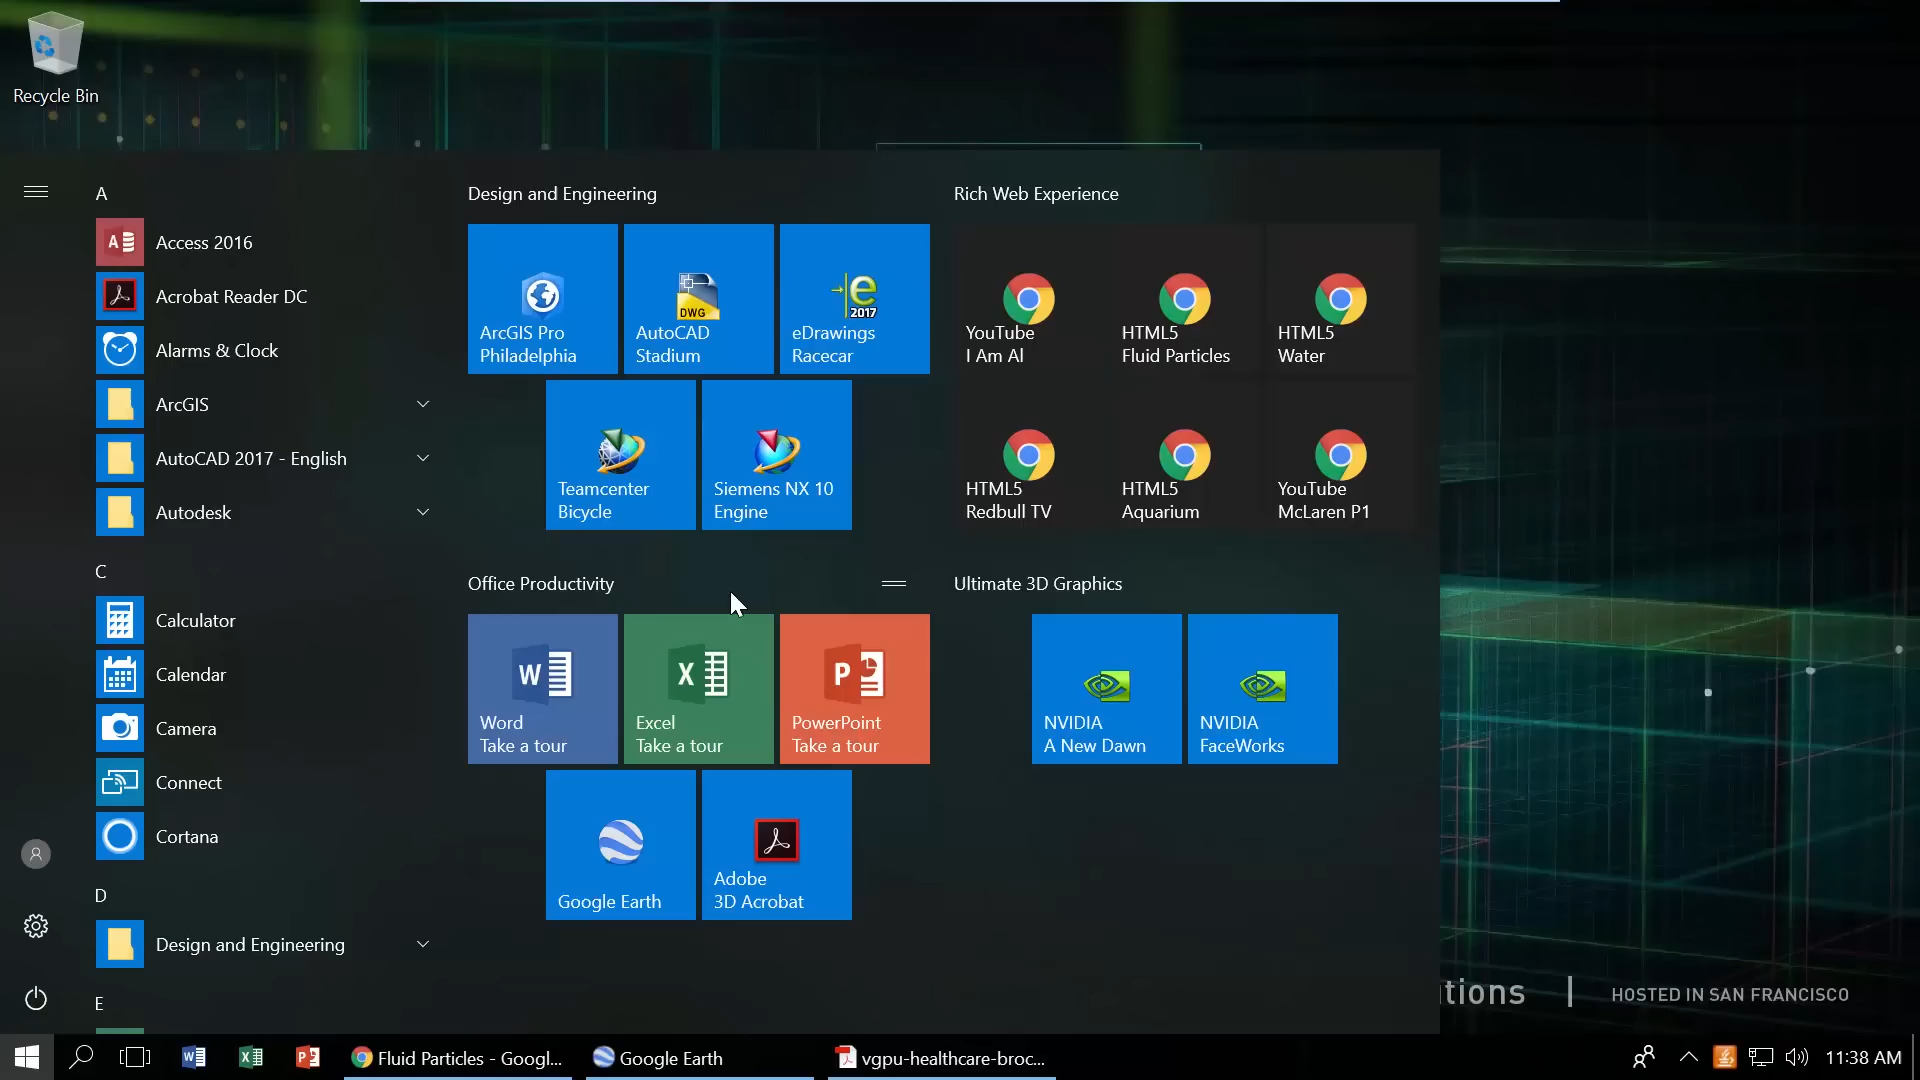 Recycle Bin
A
Access 2016
Acrobat Reader DC
Alarms & Clock
ArcGIS
AutoCAD 2017 - English
Autodesk
C
Calculator
Calendar
Camera
Connect
Cortana
D
Design and Engineering
E
Design and Engineering
ArcGIS Pro
Philadelphia
DWG
AutoCAD
Stadium
2017
eDrawings
Racecar
Teamcenter
Bicycle
Siemens NX 10
Engine
Rich Web Experience
YouTube
I Am AI
HTML5
Fluid Particles
HTML5
Water
HTML5
Redbull TV
HTML5
Aquarium
YouTube
McLaren P1
Office Productivity
Word
Take a tour
Excel
Take a tour
PowerPoint
Take a tour
Google Earth
Adobe
3D Acrobat
Ultimate 3D Graphics
NVIDIA
A New Dawn
NVIDIA
FaceWorks
itions | HOSTED IN SAN FRANCISCO
Fluid Particles - Googl...
Google Earth
vgpu-healthcare-broc...
11:38 AM